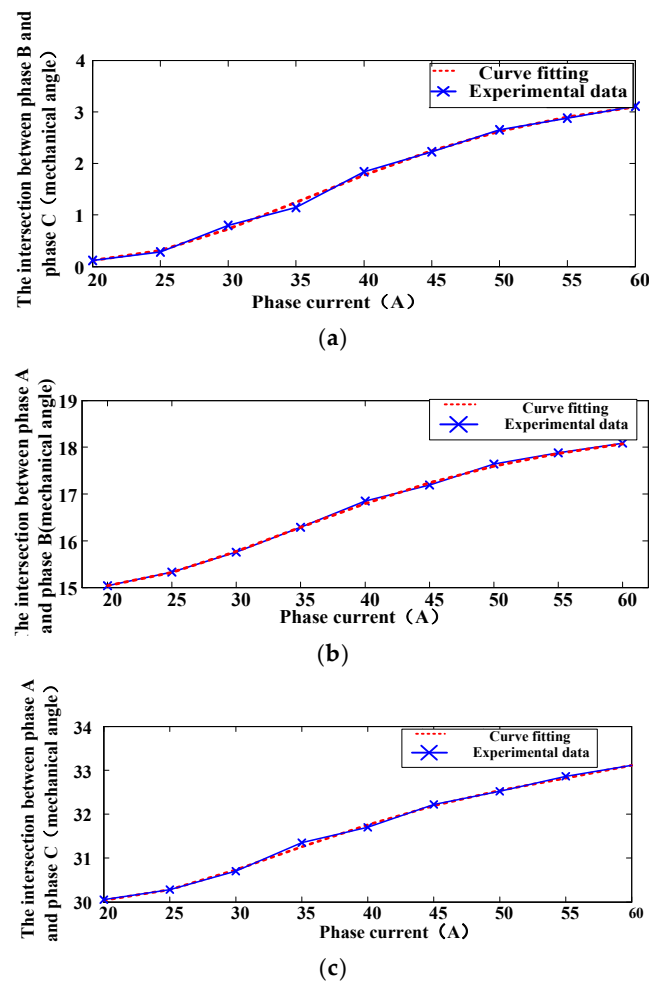 The intersection between phase B and
phase C（mechanical angle）
4
3
2
1
0
Curve fitting
Experimental data
20 25 30 35 40 45 50 55 60
Phase current（A）
(a)
The intersection between phase A
and phase B(mechanical angle)
19
18
17
16
15
Curve fitting
Experimental data
20 25 30 35 40 45 50 55 60
Phase current（A）
(b)
The intersection between phase A
and phase C（mechanical angle）
34
33
32
31
30
Curve fitting
Experimental data
20 25 30 35 40 45 50 55 60
Phase current（A）
(c)